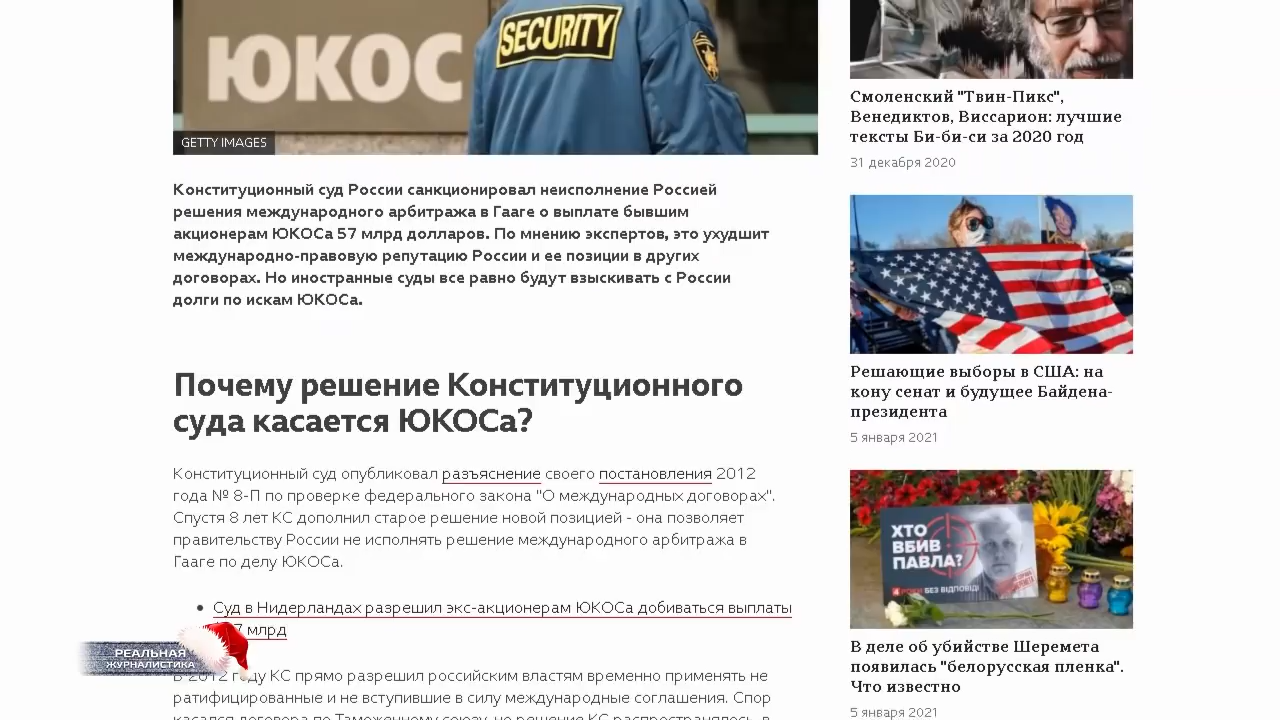 ЮКОС
SECURITY
GETTY IMAGES
Конституционный суд России санкционировал неисполнение Россией
решения международного арбитража в Гааге о выплате бывшим
акционерам ЮКОСа 57 млрд долларов. По мнению экспертов, это ухудшит
международно-правовую репутацию России и ее позиции в других
договорах. Но иностранные суды все равно будут взыскивать с России
долги по искам ЮКОСа.
Почему решение Конституционного
суда касается ЮКОСа?
Конституционный суд опубликовал разъяснение своего постановления 2012
года № 8-П по проверке федерального закона "О международных договорах".
Спустя 8 лет КС дополнил старое решение новой позицией - она позволяет
правительству России не исполнять решение международного арбитража в
Гааге по делу ЮКОСа.
• Суд в Нидерландах разрешил экс-акционерам ЮКОСа добиваться выплаты
7 млрд
В 2012 году КС прямо разрешил российским властям временно применять не
ратифицированные и не вступившие в силу международные соглашения. Спор
касался договора по Таможенному союзу, но решение КС распространялось, в
РЕАЛЬНАЯ
ЖУРНАЛИСТИКА
Смоленский "Твин-Пикс",
Венедиктов, Виссарион: лучшие
тексты Би-би-си за 2020 год
31 декабря 2020
Решающие выборы в США: на
кону сенат и будущее Байдена-
президента
5 января 2021
ХТО
ВБИВ
ПАВЛА?
4 РОКИ БЕЗ ВІДПОВІДІ
В деле об убийстве Шеремета
появилась "белорусская пленка".
Что известно
5 января 2021